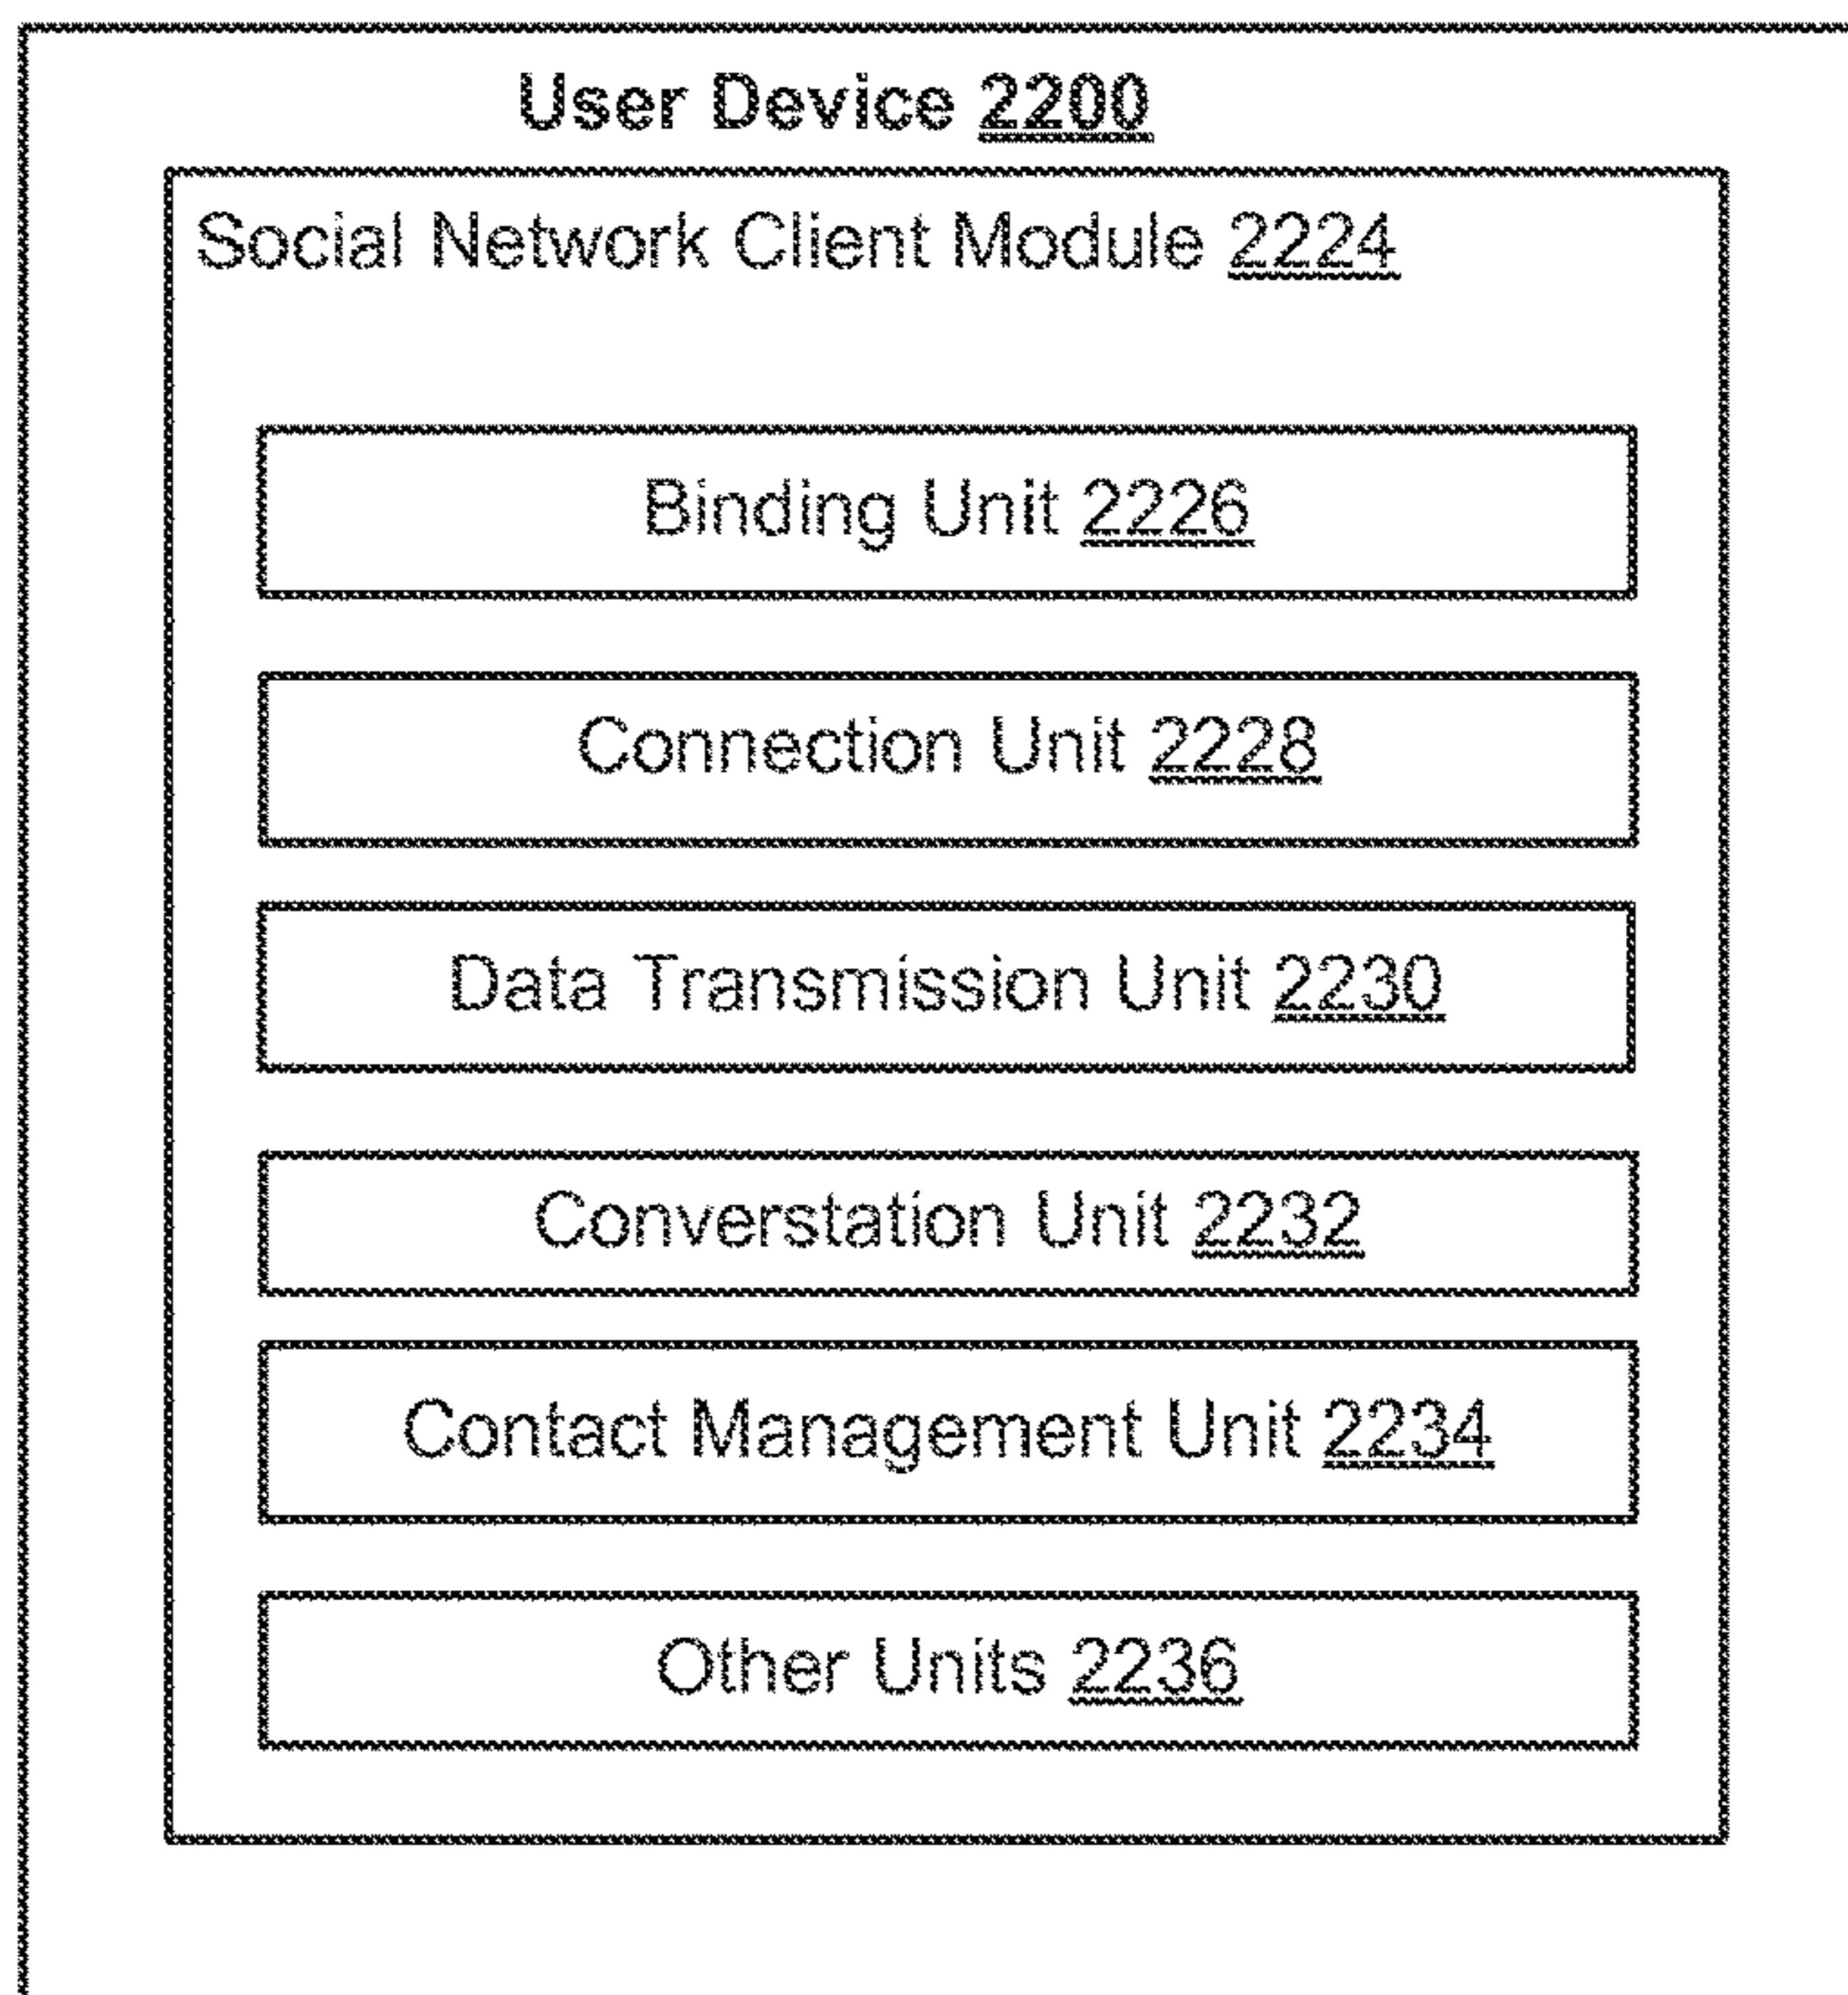 User Device 2200
Social Network Client Module 2224
Binding Unit 2226
Connection Unit 2228
Data Transmission Unit 2230
Converstation Unit 2232
Contact Management Unit 2234
Other Units 2236